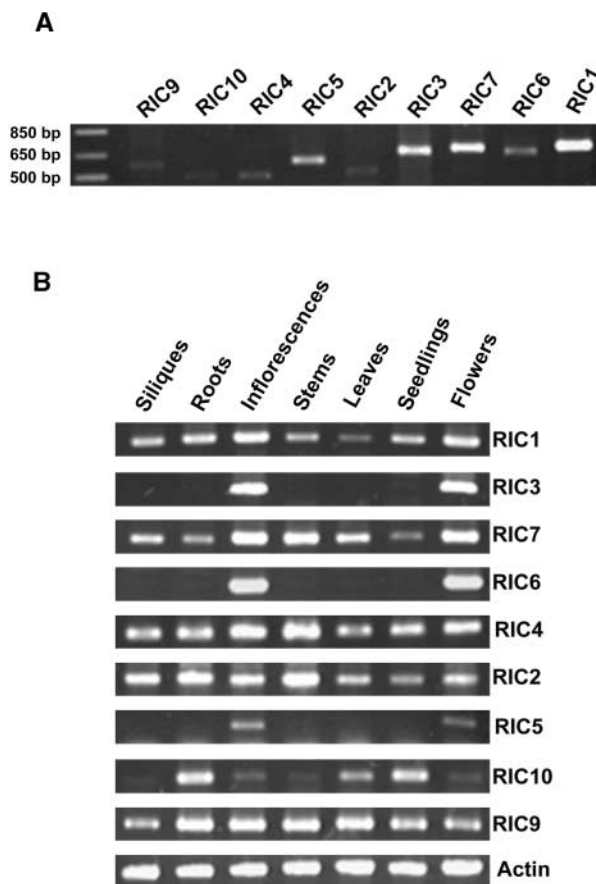 A
RIC9 RIC10 RIC4 RIC5 RIC2 RIC3 RIC7 RIC6 RIC1
850 bp
650 bp
500 bp
B
Siliques Roots Inflorescences Stems Leaves Seedlings Flowers
RIC1
RIC3
RIC7
RIC6
RIC4
RIC2
RIC5
RIC10
RIC9
Actin